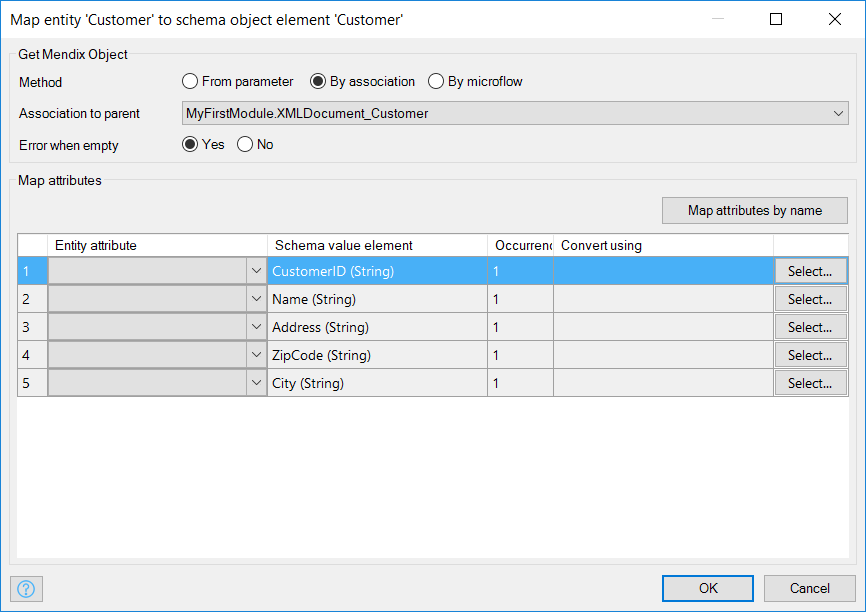 Map entity 'Customer' to schema object element 'Customer'
Get Mendix Object
Method From parameter By association By microflow
Association to parent MyFirstModule.XMLDocument_Customer
Error when empty Yes No
Map attributes
Map attributes by name
Entity attribute Schema value element Occurrenc Convert using
1 CustomerID (String) 1 Select...
2 Name (String) 1 Select...
3 Address (String) 1 Select...
4 ZipCode (String) 1 Select...
5 City (String) 1 Select...
? OK Cancel